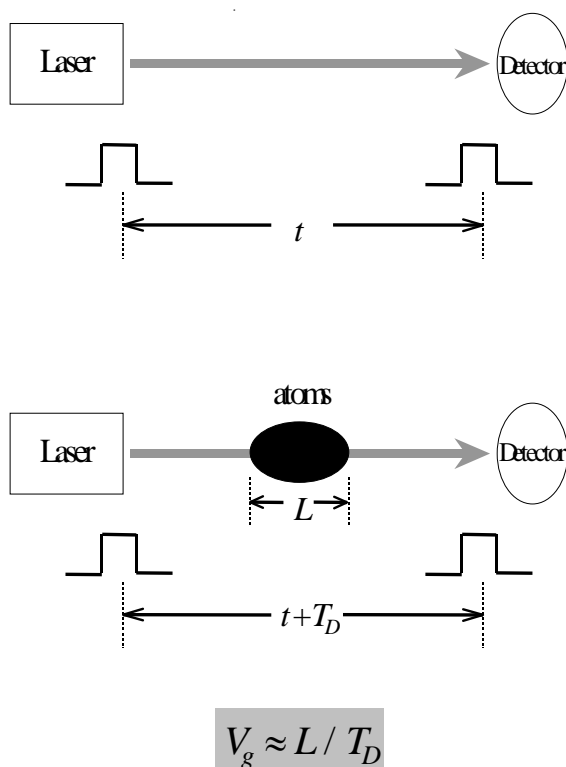 Laser
Detector
t
atoms
Laser
Detector
L
t+T_D
V_g ≈ L / T_D